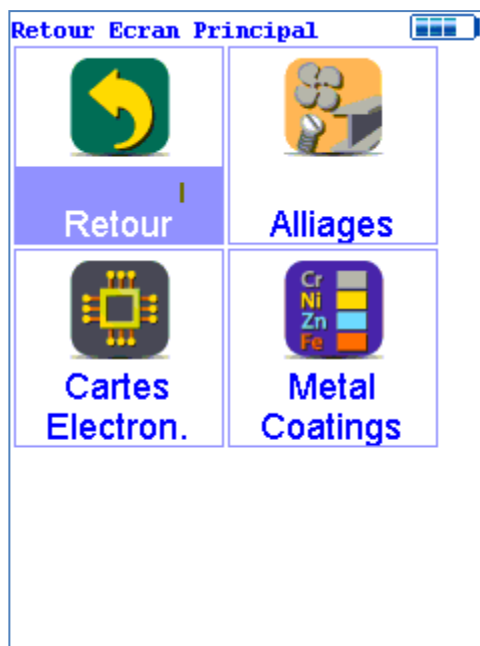 Retour Ecran Principal
Retour
Alliages
Cartes
Electron.
Cr
Ni
Zn
Fe
Metal
Coatings